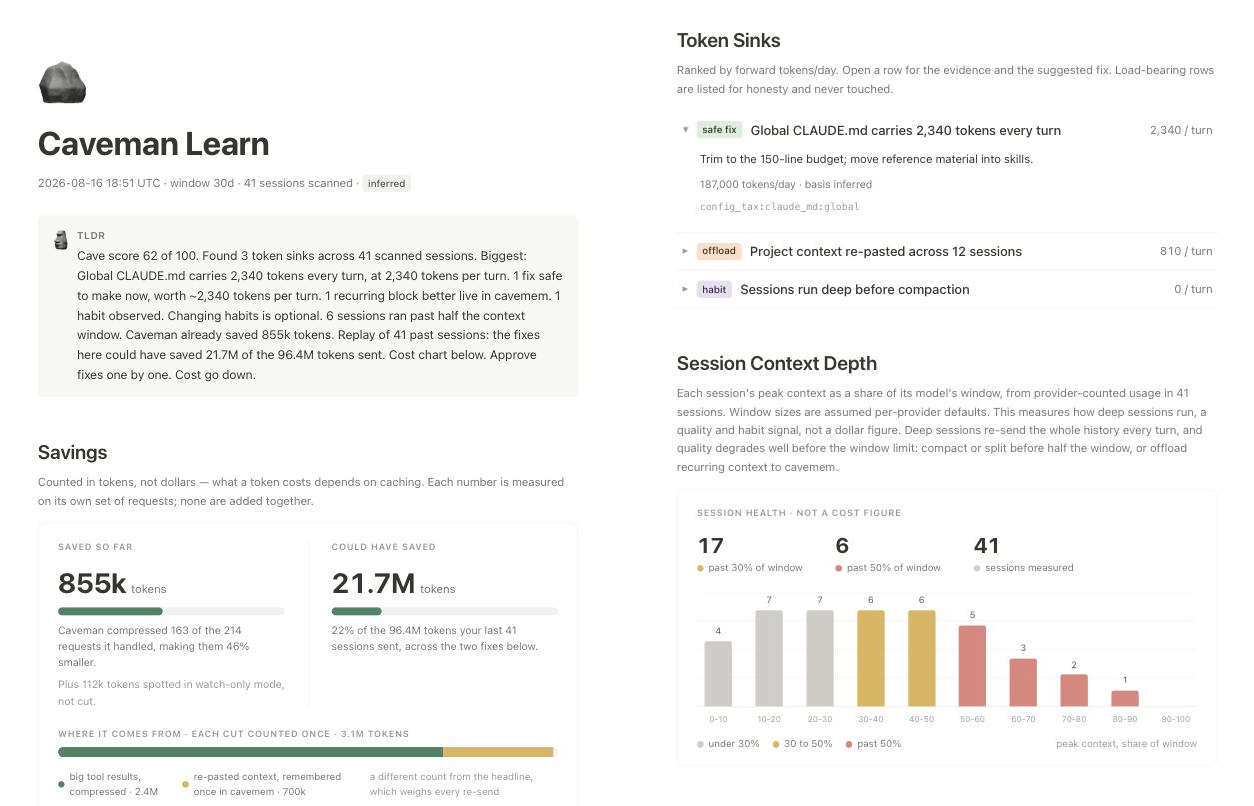 Caveman Learn
2026-08-16 18:51 UTC · window 30d · 41 sessions scanned · inferred
TLDR
Cave score 62 of 100. Found 3 token sinks across 41 scanned sessions. Biggest:
Global CLAUDE.md carries 2,340 tokens every turn, at 2,340 tokens per turn. 1 fix safe
to make now, worth ~2,340 tokens per turn. 1 recurring block better live in cavemem. 1
habit observed. Changing habits is optional. 6 sessions ran past half the context
window. Caveman already saved 855k tokens. Replay of 41 past sessions: the fixes
here could have saved 21.7M of the 96.4M tokens sent. Cost chart below. Approve
fixes one by one. Cost go down.
Savings
Counted in tokens, not dollars — what a token costs depends on caching. Each number is measured
on its own set of requests; none are added together.
SAVED SO FAR
855k tokens
Caveman compressed 163 of the 214
requests it handled, making them 46%
smaller.
Plus 112k tokens spotted in watch-only mode,
not cut.
COULD HAVE SAVED
21.7M tokens
22% of the 96.4M tokens your last 41
sessions sent, across the two fixes below.
WHERE IT COMES FROM · EACH CUT COUNTED ONCE · 3.1M TOKENS
big tool results,
compressed · 2.4M
re-pasted context, remembered
once in cavemem · 700k
a different count from the headline,
which weighs every re-send
Token Sinks
Ranked by forward tokens/day. Open a row for the evidence and the suggested fix. Load-bearing rows
are listed for honesty and never touched.
safe fix Global CLAUDE.md carries 2,340 tokens every turn 2,340 / turn
Trim to the 150-line budget; move reference material into skills.
187,000 tokens/day · basis inferred
config_tax:claude_md:global
offload Project context re-pasted across 12 sessions 810 / turn
habit Sessions run deep before compaction 0 / turn
Session Context Depth
Each session's peak context as a share of its model's window, from provider-counted usage in 41
sessions. Window sizes are assumed per-provider defaults. This measures how deep sessions run, a
quality and habit signal, not a dollar figure. Deep sessions re-send the whole history every turn, and
quality degrades well before the window limit: compact or split before half the window, or offload
recurring context to cavemem.
SESSION HEALTH · NOT A COST FIGURE
17 6 41
past 30% of window past 50% of window sessions measured
4 7 7 6 6 5 3 2 1
0-10 10-20 20-30 30-40 40-50 50-60 60-70 70-80 80-90 90-100
under 30% 30 to 50% past 50% peak context, share of window